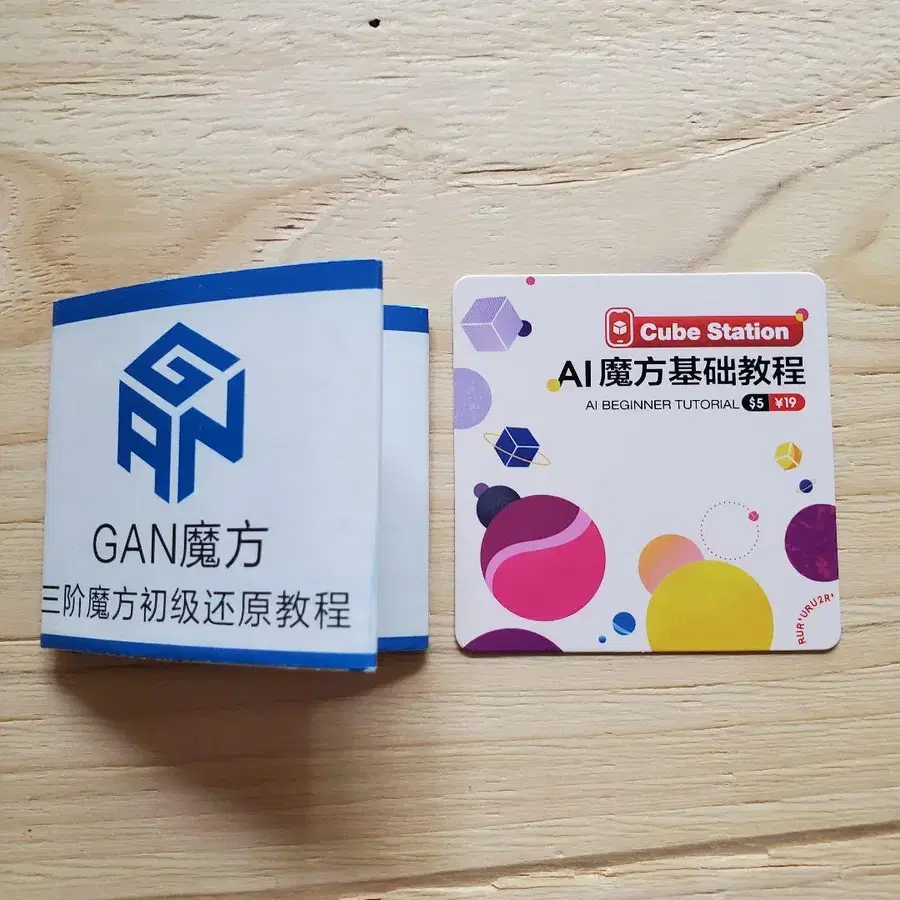 GAN
GAN魔方
三阶魔方初级还原教程
Cube Station
AI魔方基础教程
AI BEGINNER TUTORIAL $5 ¥19
RUR'URU2R'